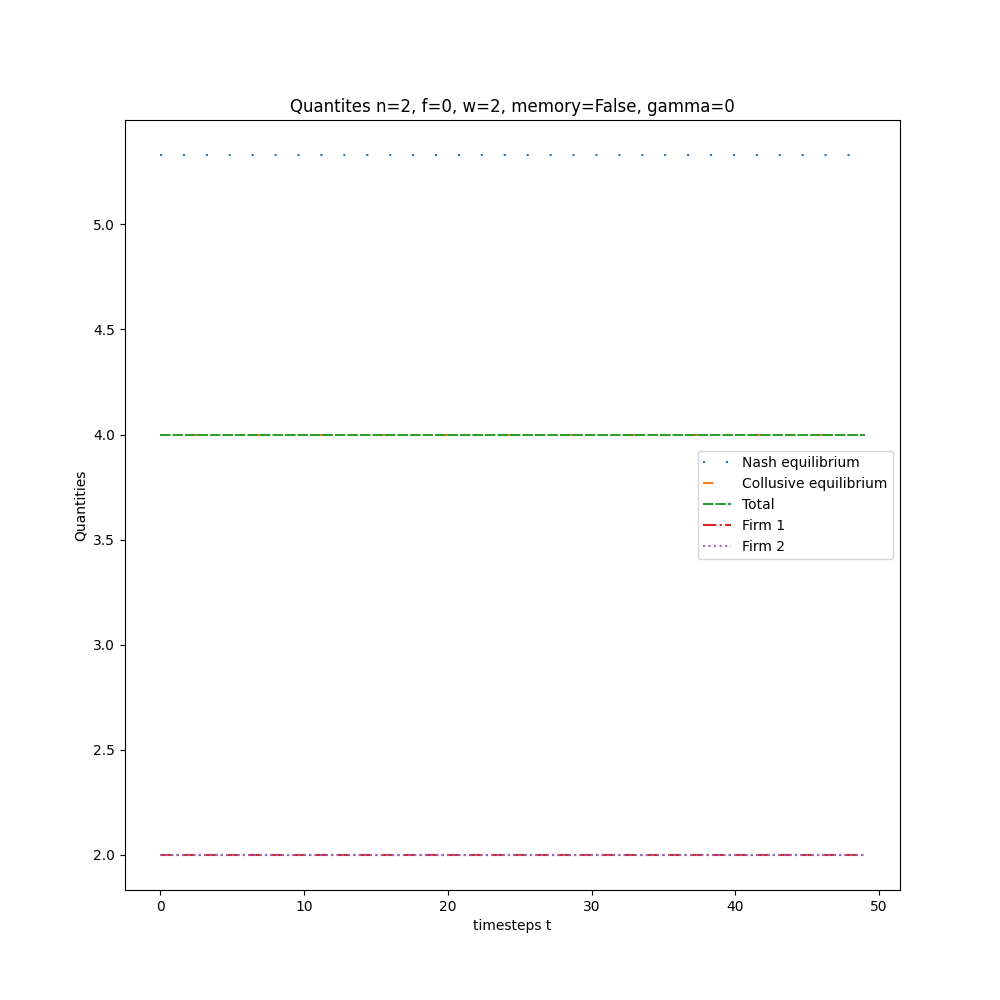 Quantites n=2, f=0, w=2, memory=False, gamma=0
5.0
4.5
4.0
3.5
3.0
2.5
2.0
Quantities
Nash equilibrium
Collusive equilibrium
Total
Firm 1
Firm 2
0 10 20 30 40 50
timesteps t